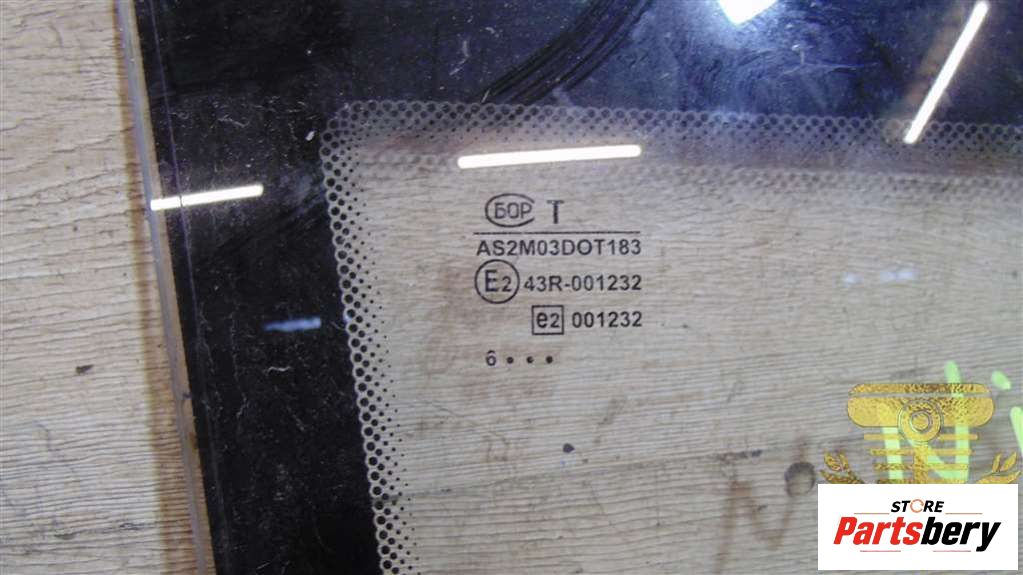 БОР T
AS2M03DOT183
E2 43R-001232
e2 001232
6...
STORE
Partsbery